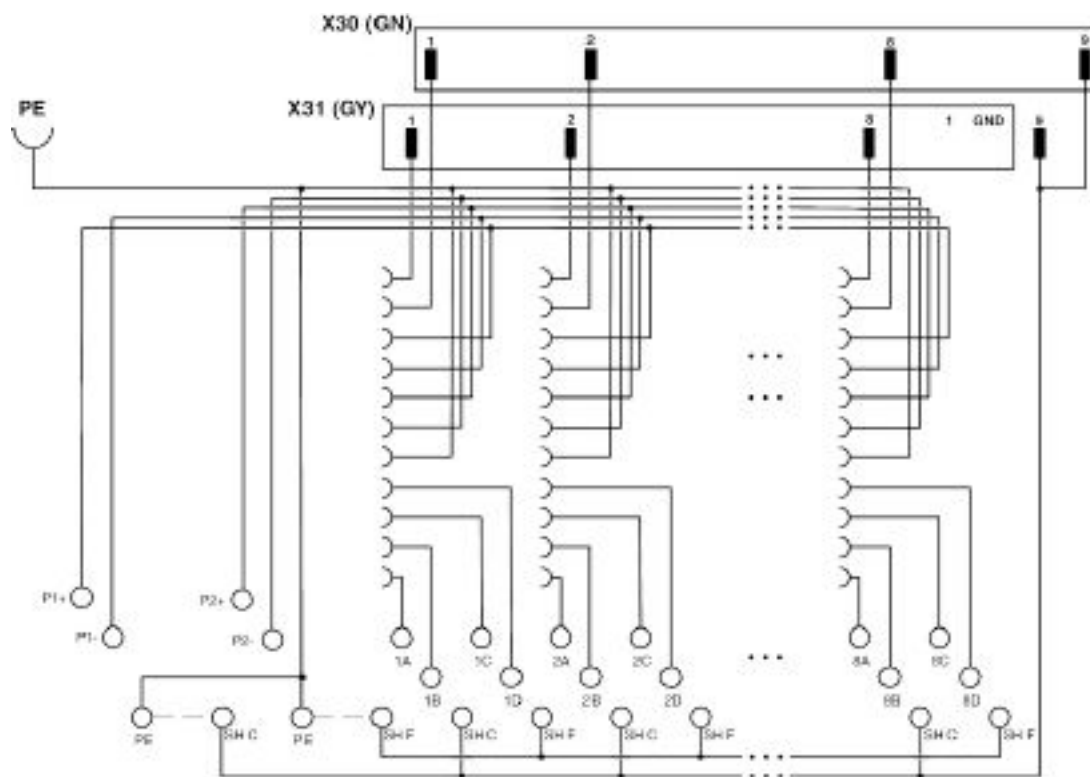 X30 (GN)
1 2 8 9
PE
X31 (GY)
1 2 8 1 GND 9
P1+
P1-
P2+
P2-
1A 1C 2A 2C 8A 8C
1B 1D 2B 2D 8B 8D
PE SH C PE SH F SH C SH F SH C SH F SH C SH F